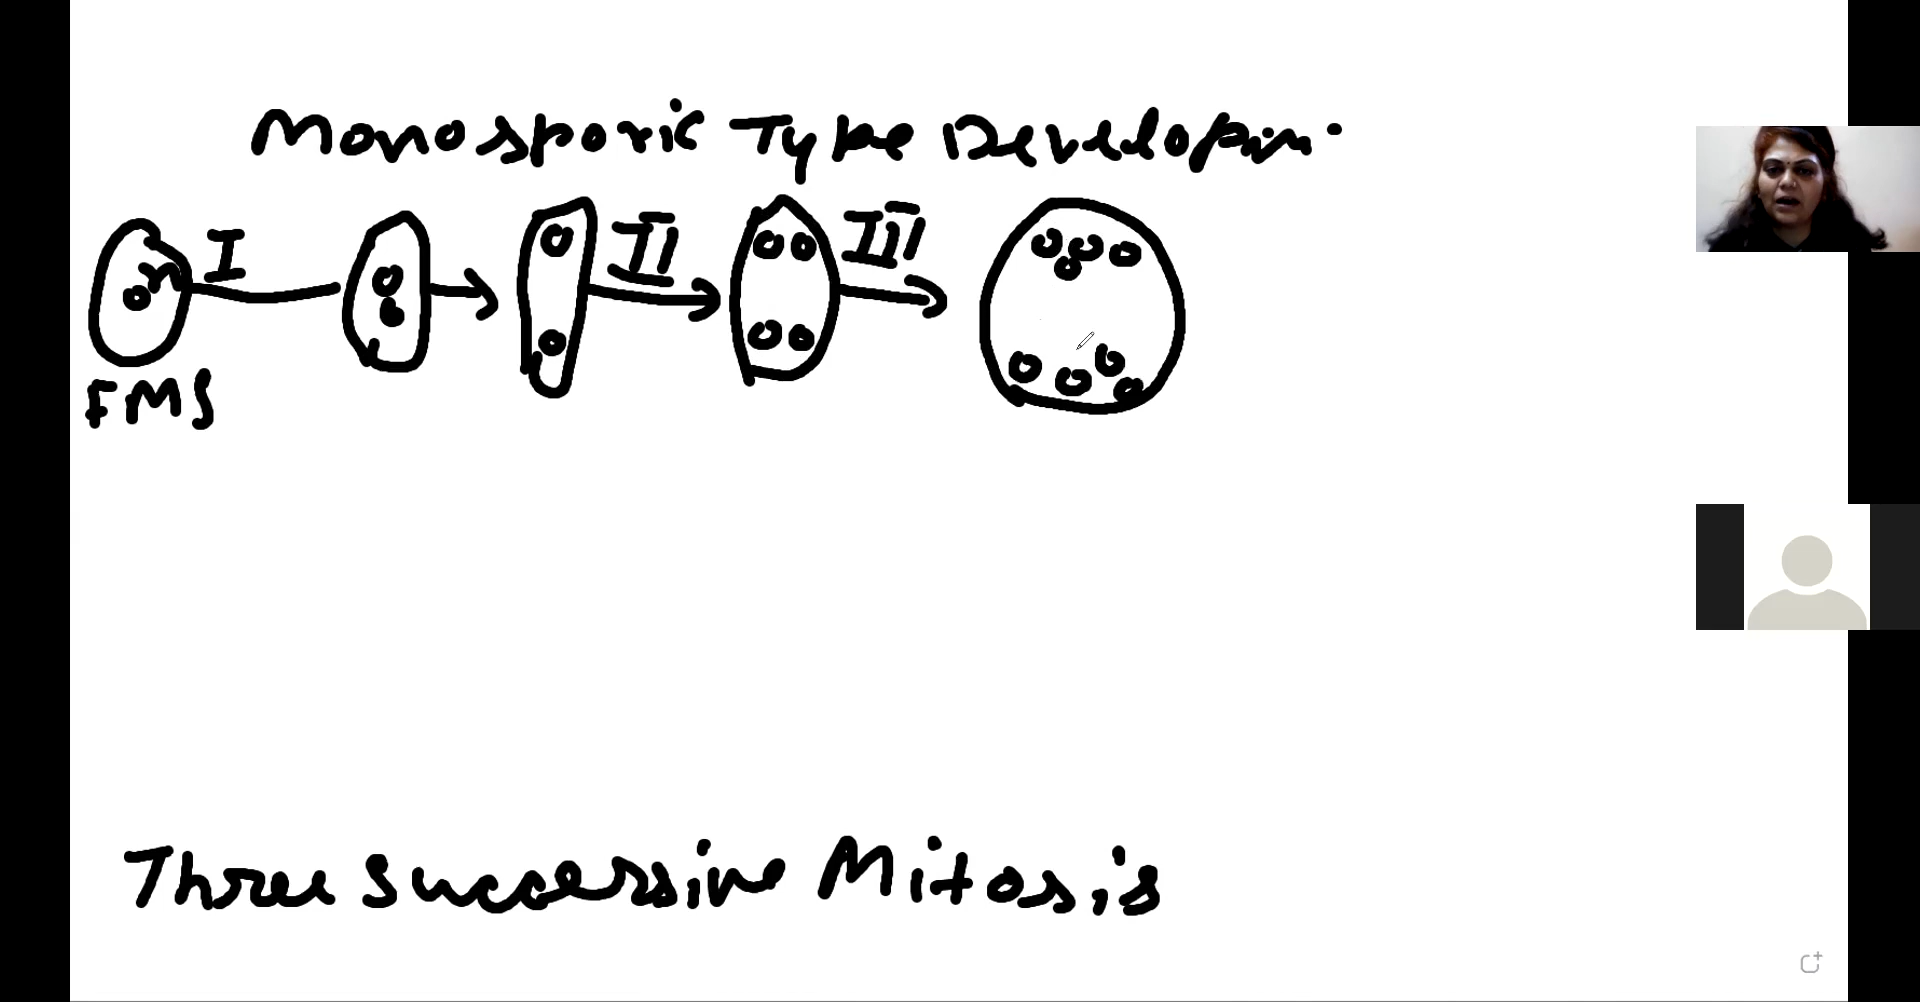 Monosporic Type Developm.
n I II III
FMS
Three Successive Mitosis